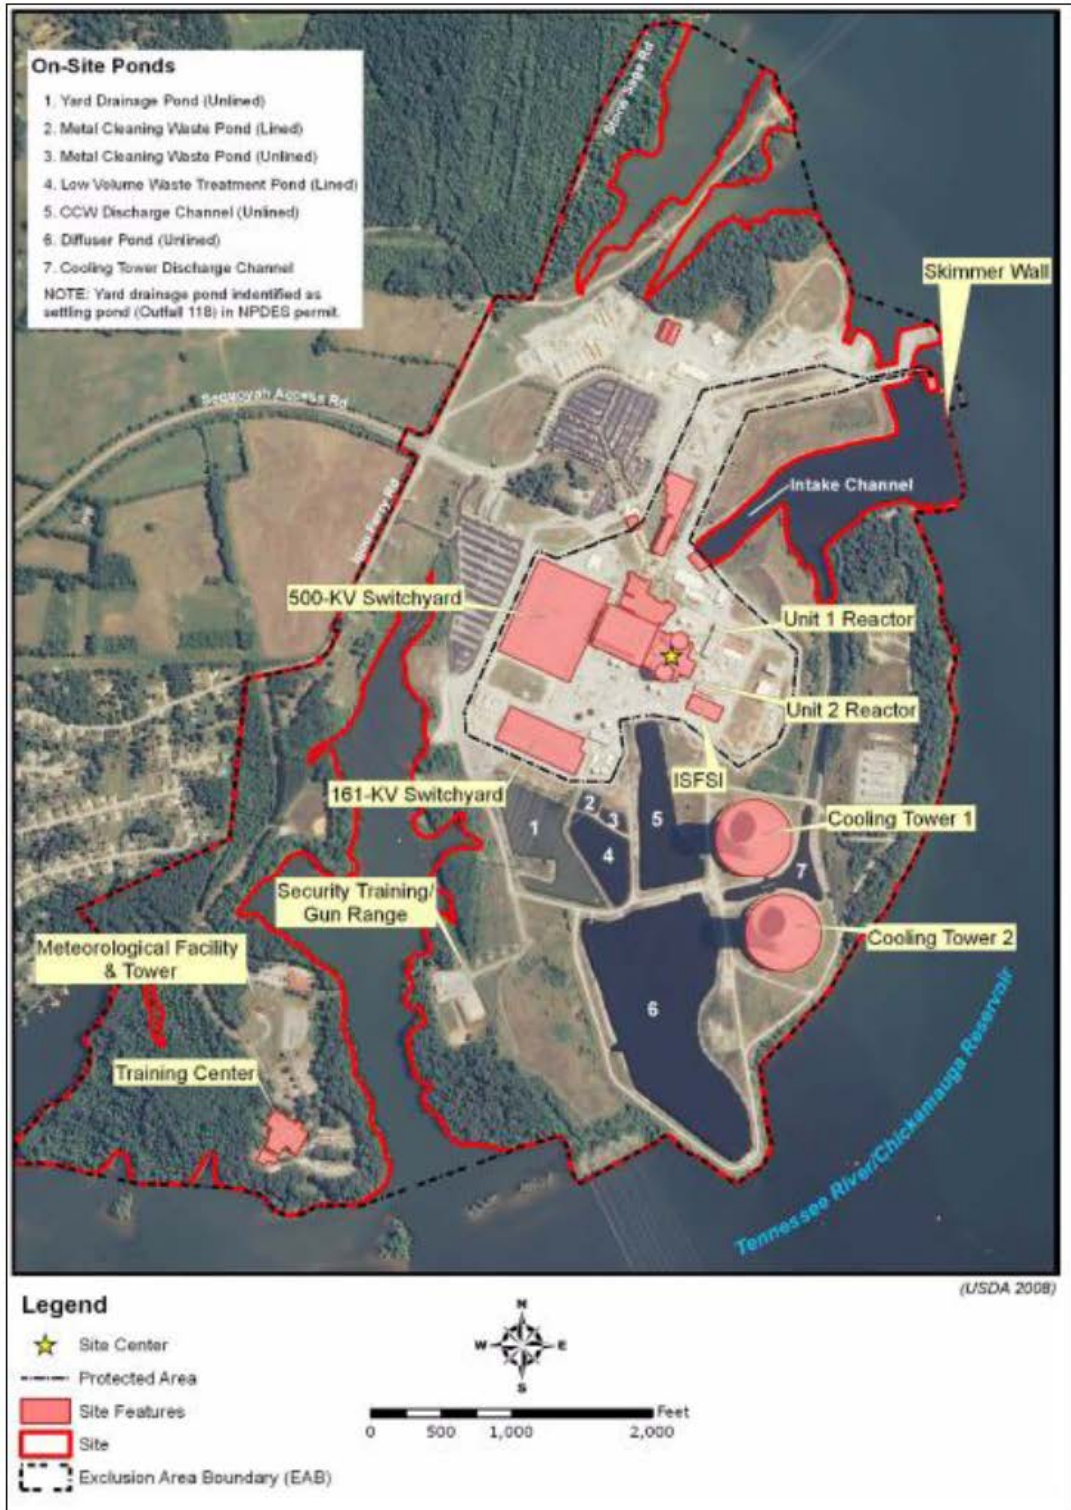 On-Site Ponds
1. Yard Drainage Pond (Unlined)
2. Metal Cleaning Waste Pond (Lined)
3. Metal Cleaning Waste Pond (Unlined)
4. Low Volume Waste Treatment Pond (Lined)
5. CCW Discharge Channel (Unlined)
6. Diffuser Pond (Unlined)
7. Cooling Tower Discharge Channel
NOTE: Yard drainage pond indentified as
settling pond (Outfall 118) in NPDES permit.
Stone Sage Rd
Skimmer Wall
Sequoyah Access Rd
Igou Ferry Rd
Intake Channel
500-KV Switchyard
Unit 1 Reactor
Unit 2 Reactor
ISFSI
161-KV Switchyard
1
2
3
4
5
Cooling Tower 1
7
Security Training/
Gun Range
Cooling Tower 2
Meteorological Facility
& Tower
6
Training Center
Tennessee River/Chickamauga Reservoir
(USDA 2008)
Legend
Site Center
Protected Area
Site Features
Site
Exclusion Area Boundary (EAB)
N
W
E
S
Feet
0 500 1,000 2,000